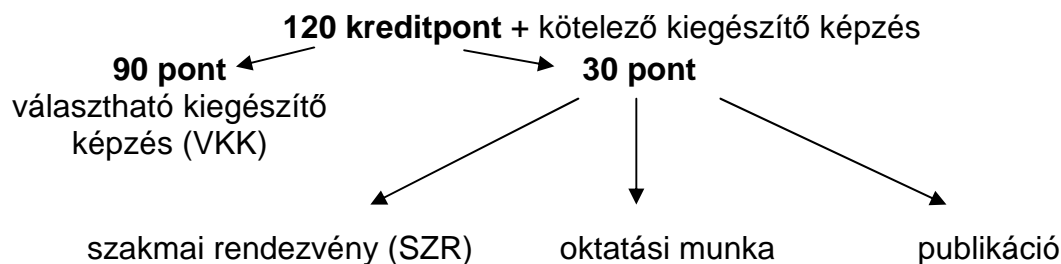 120 kreditpont + kötelező kiegészítő képzés
90 pont
30 pont
választható kiegészítő
képzés (VKK)
szakmai rendezvény (SZR)
oktatási munka
publikáció